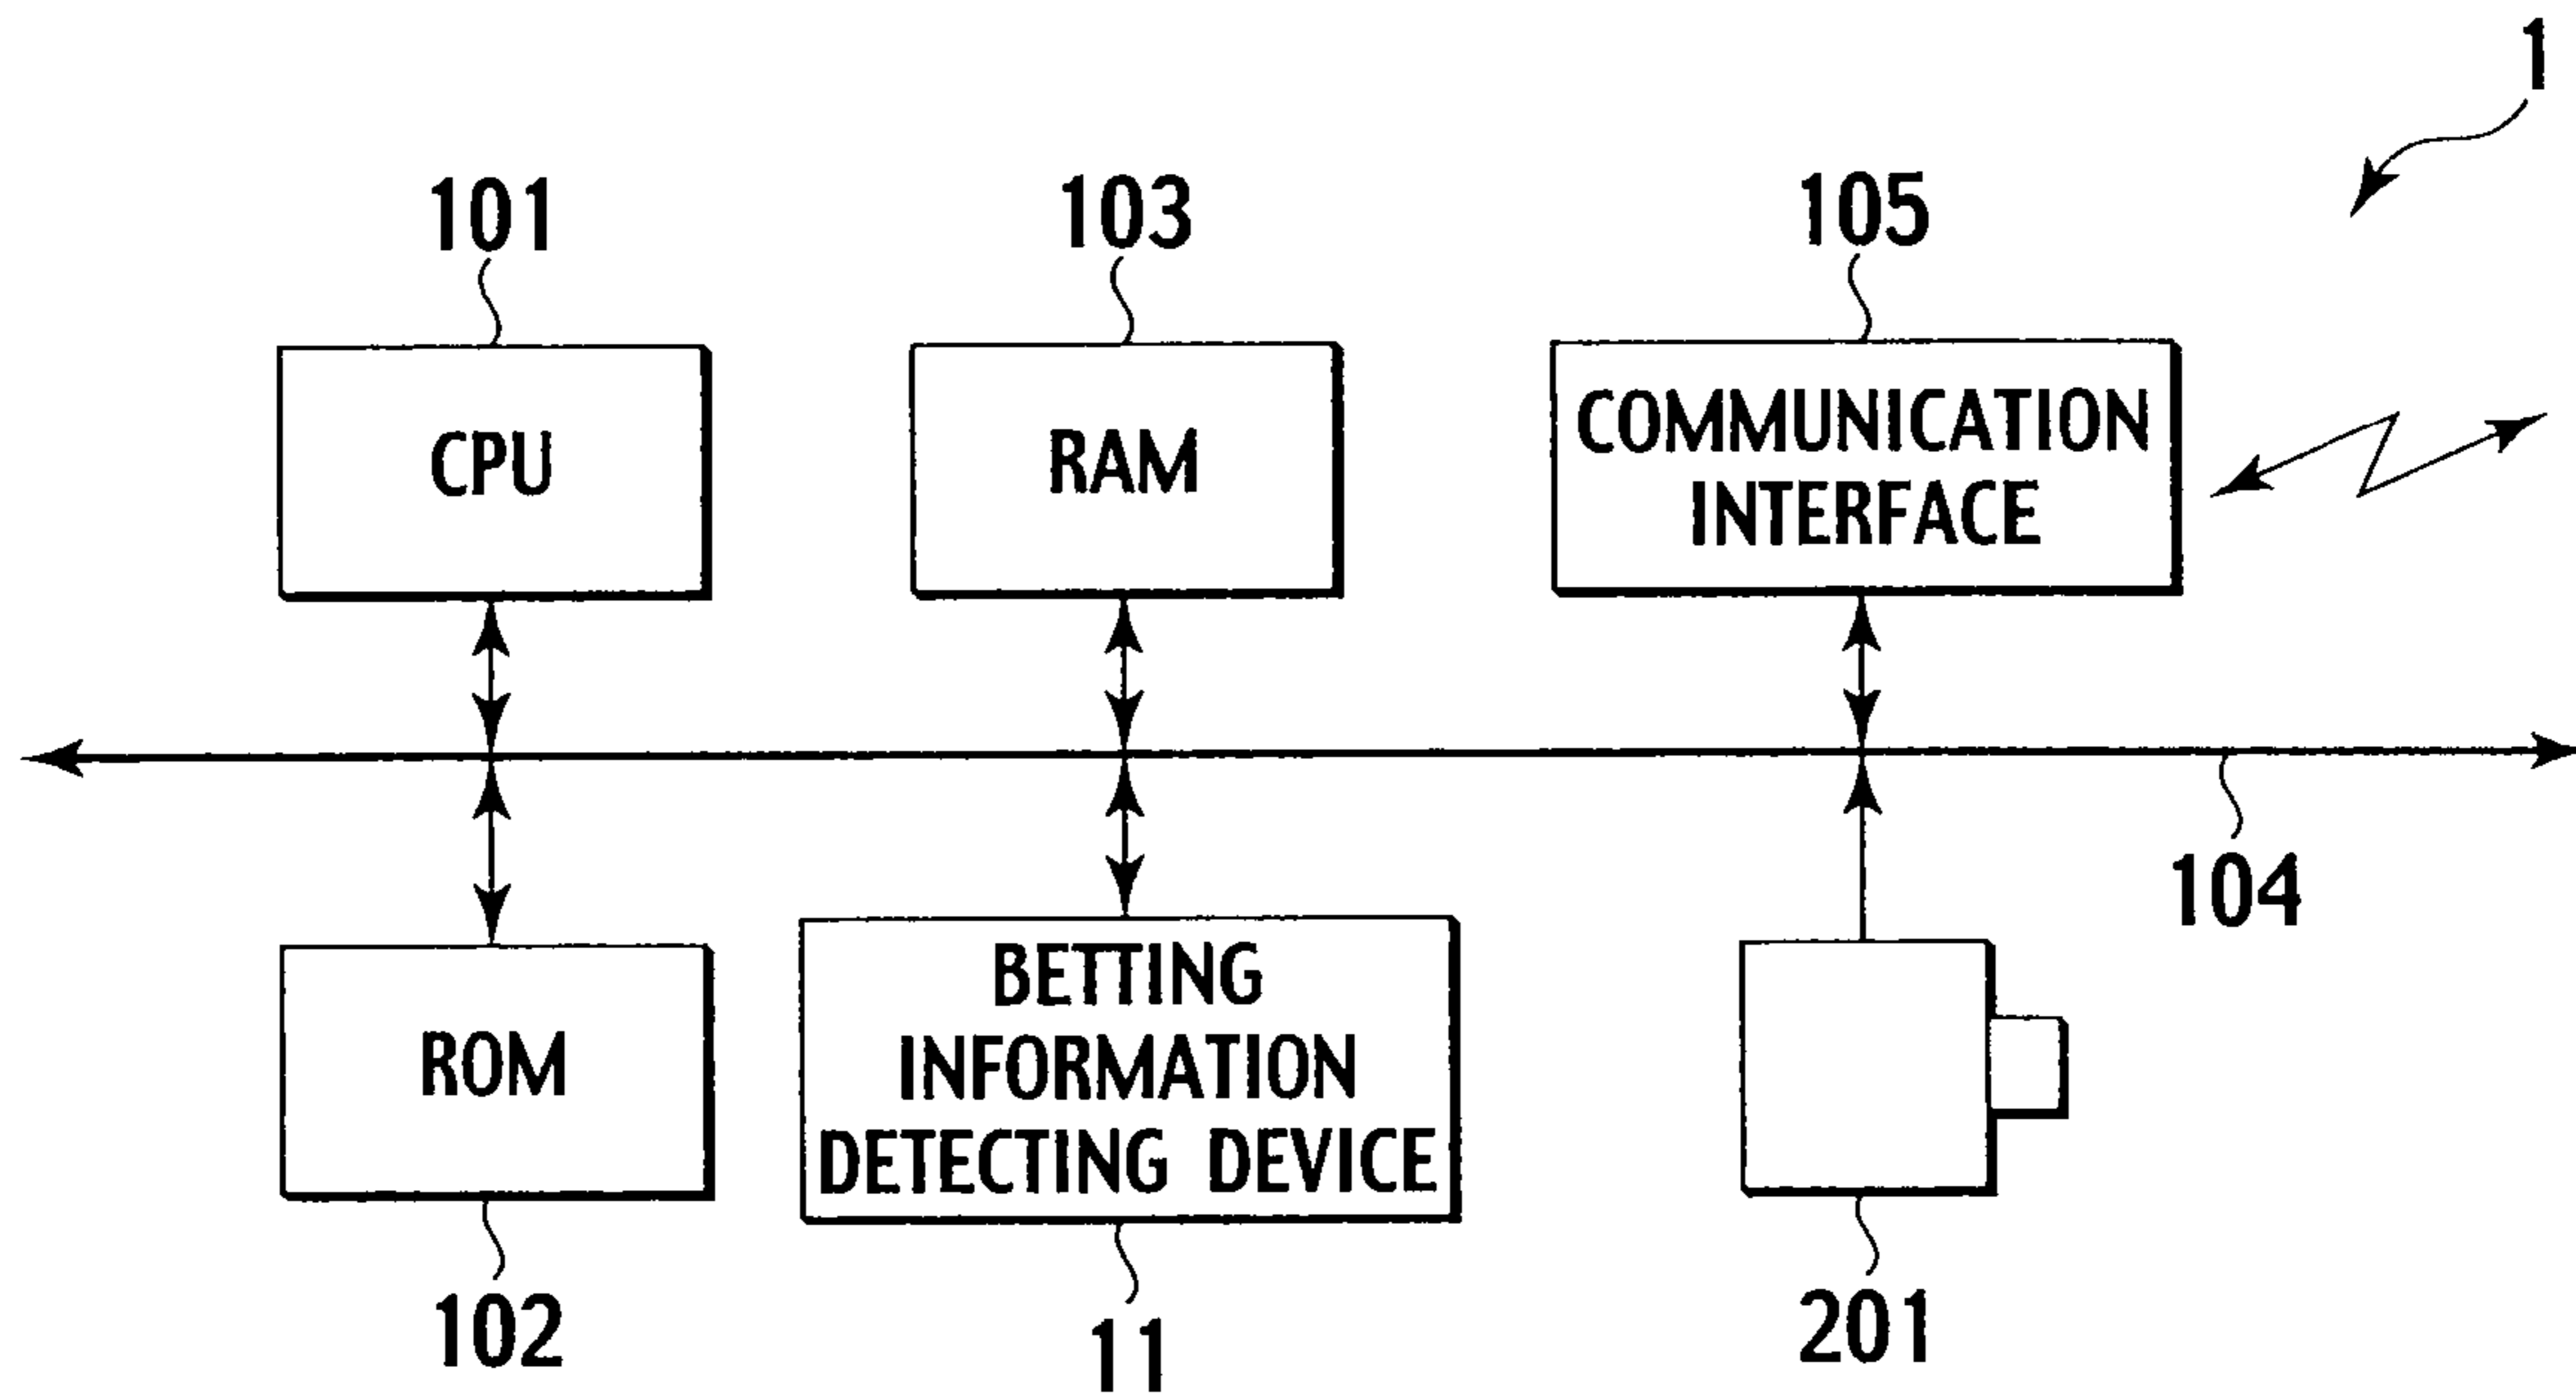 1
101
103
105
CPU
RAM
COMMUNICATION
INTERFACE
104
ROM
BETTING
INFORMATION
DETECTING DEVICE
102
11
201